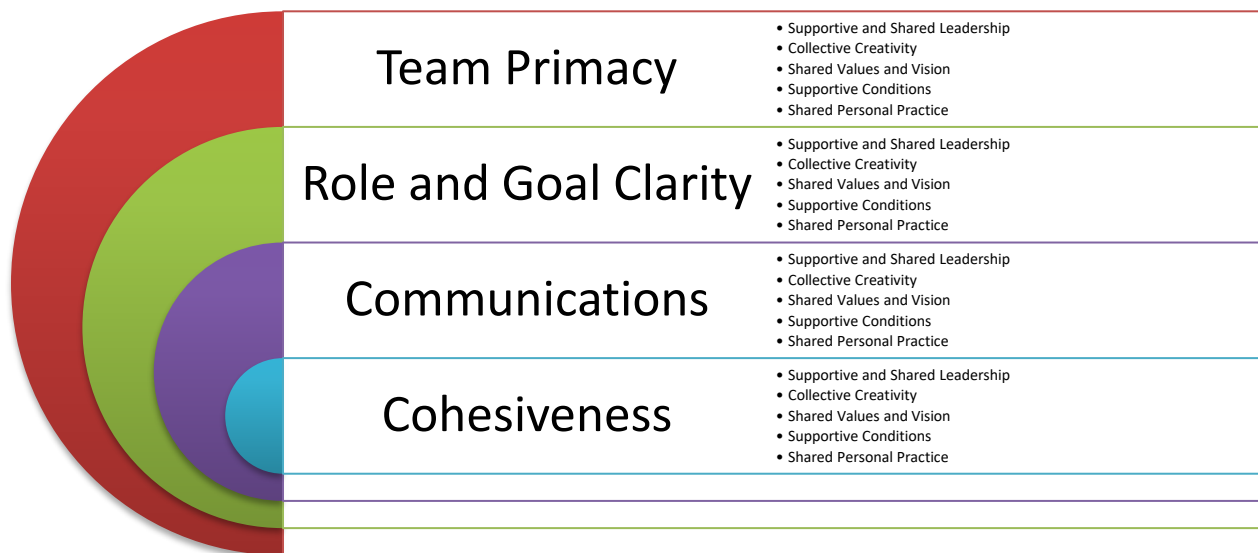 Team Primacy
• Supportive and Shared Leadership
• Collective Creativity
• Shared Values and Vision
• Supportive Conditions
• Shared Personal Practice
Role and Goal Clarity
• Supportive and Shared Leadership
• Collective Creativity
• Shared Values and Vision
• Supportive Conditions
• Shared Personal Practice
Communications
• Supportive and Shared Leadership
• Collective Creativity
• Shared Values and Vision
• Supportive Conditions
• Shared Personal Practice
Cohesiveness
• Supportive and Shared Leadership
• Collective Creativity
• Shared Values and Vision
• Supportive Conditions
• Shared Personal Practice